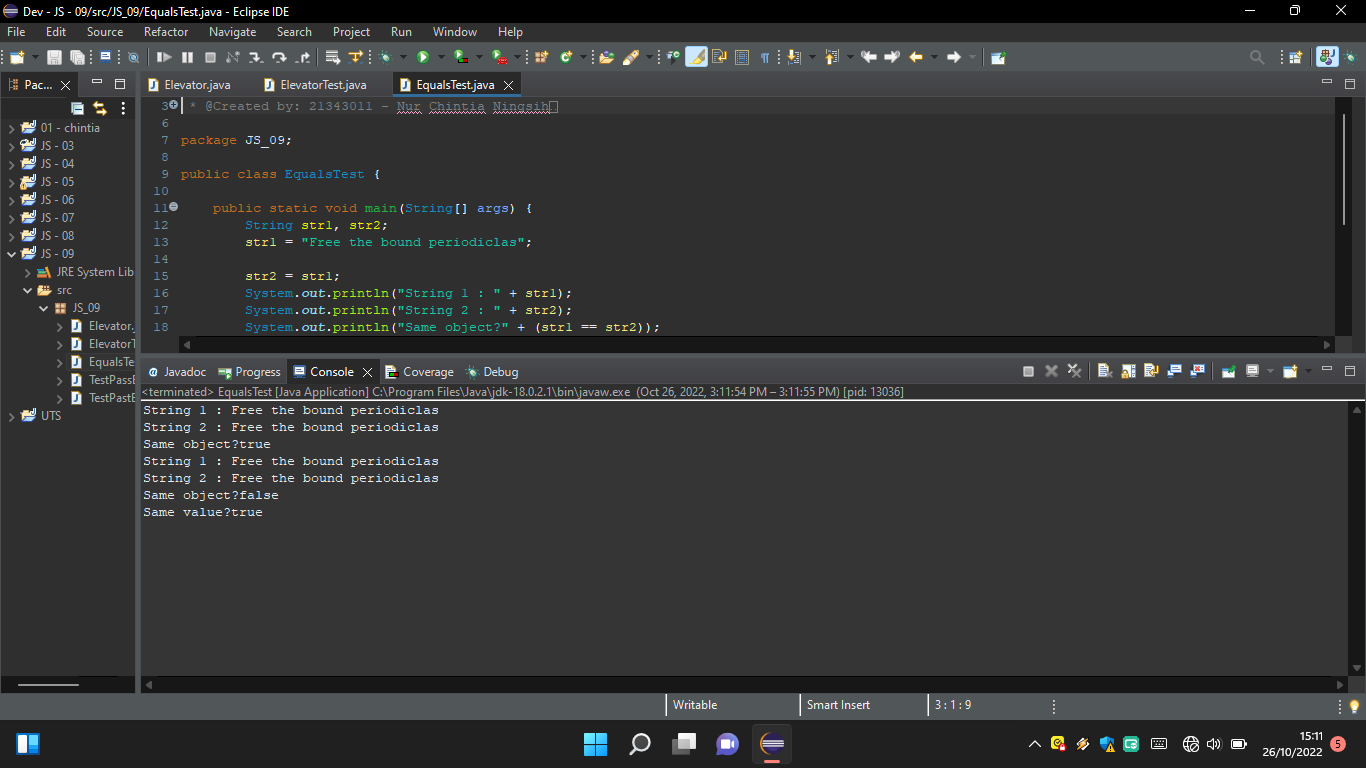 Dev - JS - 09/src/JS_09/EqualsTest.java - Eclipse IDE
File Edit Source Refactor Navigate Search Project Run Window Help
Pac...
Elevator.java ElevatorTest.java EqualsTest.java
01 - chintia
JS - 03
JS - 04
JS - 05
JS - 06
JS - 07
JS - 08
JS - 09
JRE System Lib
src
JS_09
Elevator.
ElevatorT
EqualsTe
TestPassE
TestPastE
UTS
3 * @Created by: 21343011 - Nur Chintia Ningsih
6
7 package JS_09;
8
9 public class EqualsTest {
10
11 public static void main(String[] args) {
12 String str1, str2;
13 str1 = "Free the bound periodiclas";
14
15 str2 = str1;
16 System.out.println("String 1 : " + str1);
17 System.out.println("String 2 : " + str2);
18 System.out.println("Same object?" + (str1 == str2));
Javadoc Progress Console Coverage Debug
<terminated> EqualsTest [Java Application] C:\Program Files\Java\jdk-18.0.2.1\bin\javaw.exe (Oct 26, 2022, 3:11:54 PM – 3:11:55 PM) [pid: 13036]
String 1 : Free the bound periodiclas
String 2 : Free the bound periodiclas
Same object?true
String 1 : Free the bound periodiclas
String 2 : Free the bound periodiclas
Same object?false
Same value?true
Writable Smart Insert 3 : 1 : 9
15:11
26/10/2022
5